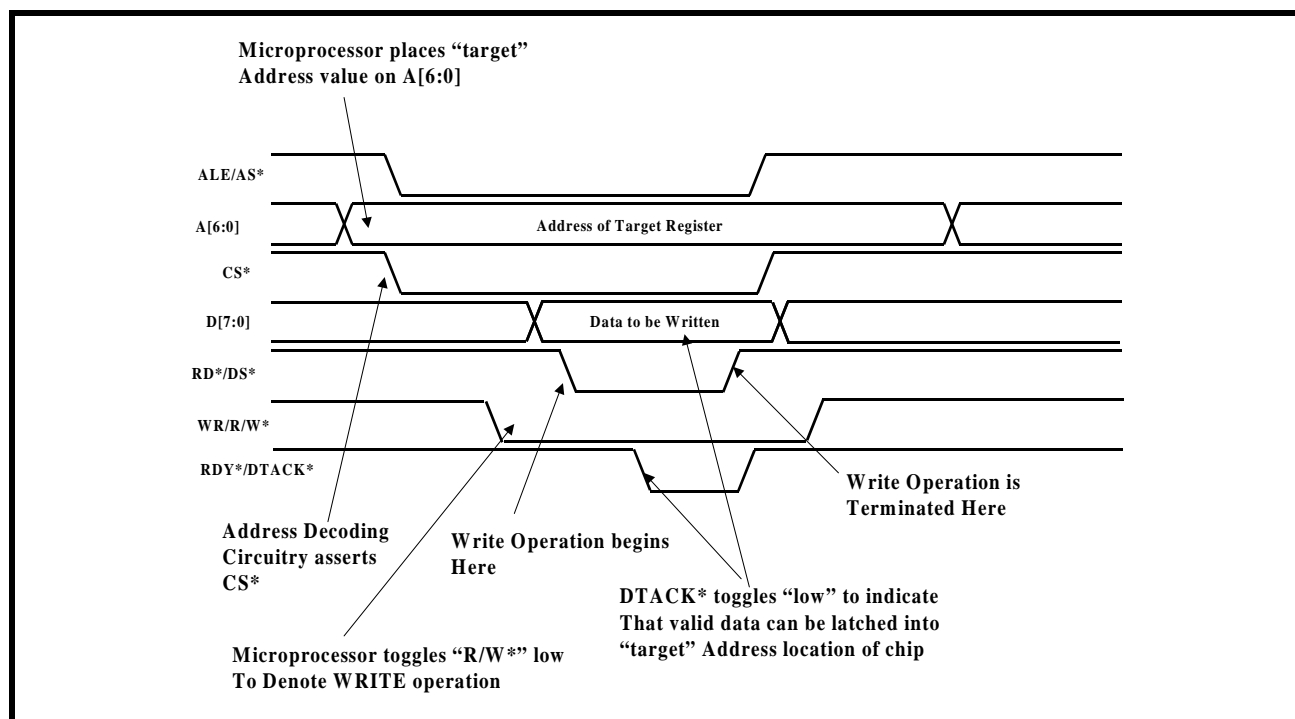 Microprocessor places “target”
Address value on A[6:0]
ALE/AS*
A[6:0]
Address of Target Register
CS*
D[7:0]
Data to be Written
RD*/DS*
WR/R/W*
RDY*/DTACK*
Write Operation is
Terminated Here
Address Decoding
Circuitry asserts
CS*
Write Operation begins
Here
DTACK* toggles “low” to indicate
That valid data can be latched into
“target” Address location of chip
Microprocessor toggles “R/W*” low
To Denote WRITE operation